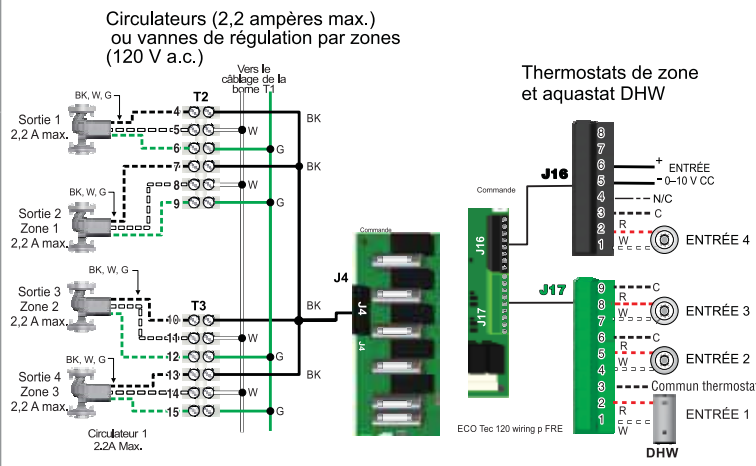 Circulateurs (2,2 ampères max.)
ou vannes de régulation par zones
(120 V a.c.)
Vers le
câblage de la
borne T1
BK, W, G
T2
Sortie 1
2,2 A max.
4
5
6
BK
W
G
BK, W, G
Sortie 2
Zone 1
2,2 A max.
7
8
9
BK
W
G
BK, W, G
T3
Sortie 3
Zone 2
2,2 A max.
10
11
12
BK
W
G
BK, W, G
Sortie 4
Zone 3
2,2 A max.
13
14
15
BK
W
G
Circulateur 1
2.2A Max.
Commande
J4
J4
J4
Thermostats de zone
et aquastat DHW
Commande
J16
J17
ECO Tec 120 wiring p FRE
J16
8
7
6
5
4
3
2
1
+
ENTRÉE
- 0–10 V CC
N/C
C
R
W
ENTRÉE 4
J17
9
8
7
6
5
4
3
2
1
C
R
W
ENTRÉE 3
C
R
W
ENTRÉE 2
Commun thermostat
R
W
ENTRÉE 1
DHW